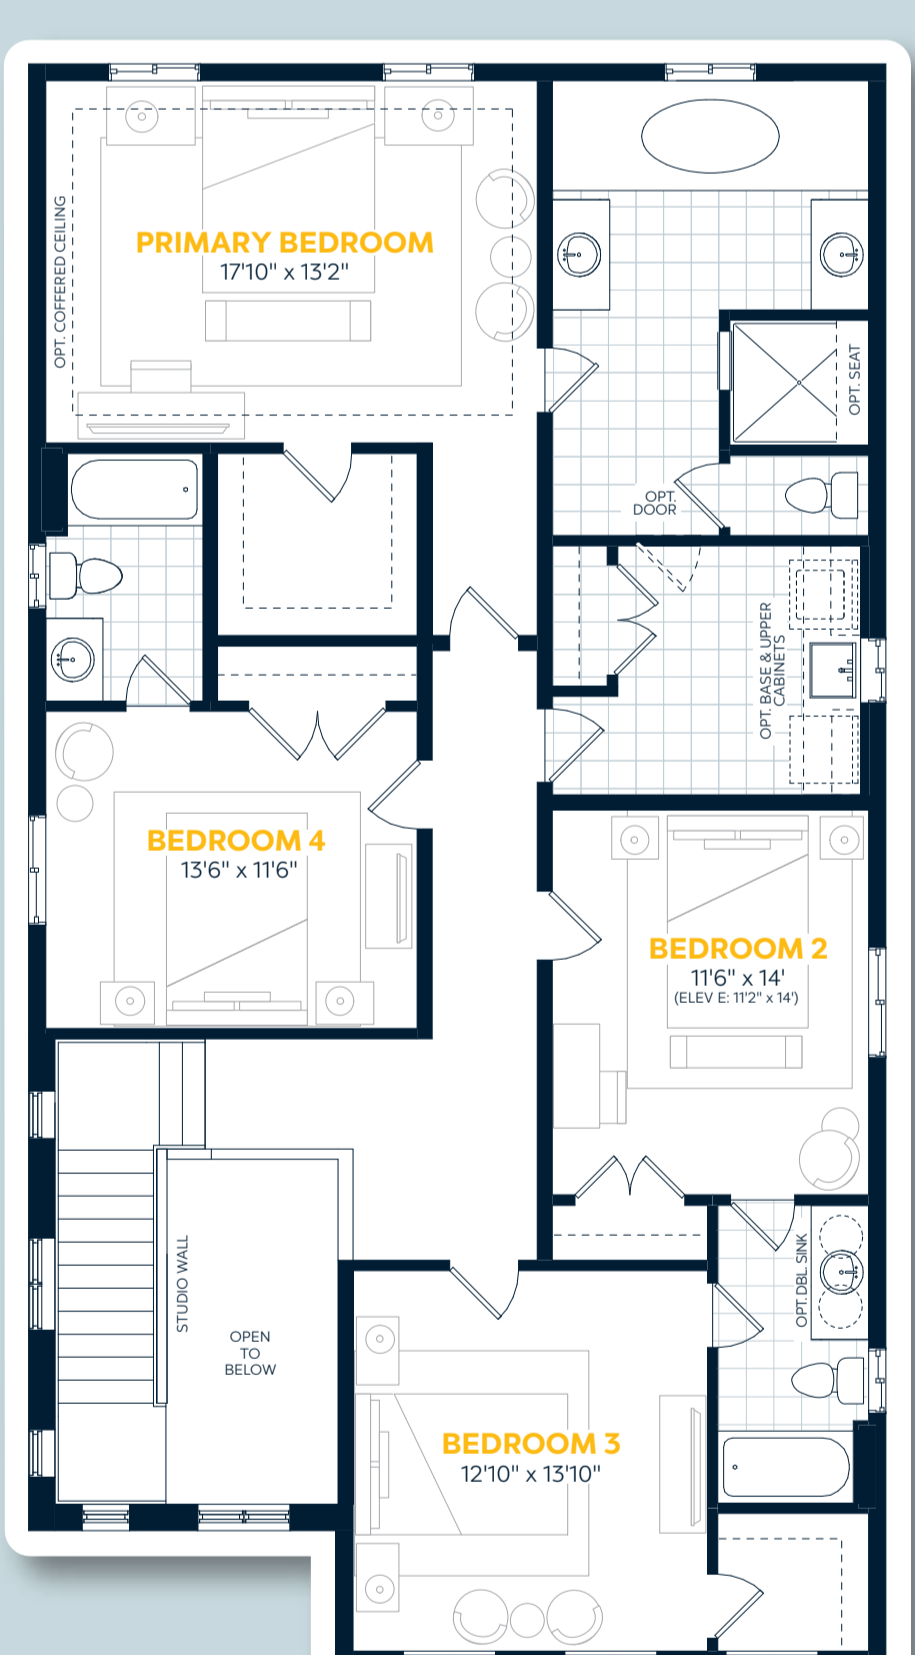 PRIMARY BEDROOM
17'10" x 13'2"
OPT. COFFERED CEILING
OPT. SEAT
OPT.
DOOR
OPT. BASE & UPPER
CABINETS
BEDROOM 4
13'6" x 11'6"
BEDROOM 2
11'6" x 14'
(ELEV E: 11'2" x 14')
STUDIO WALL
OPEN
TO
BELOW
OPT. DBL. SINK
BEDROOM 3
12'10" x 13'10"